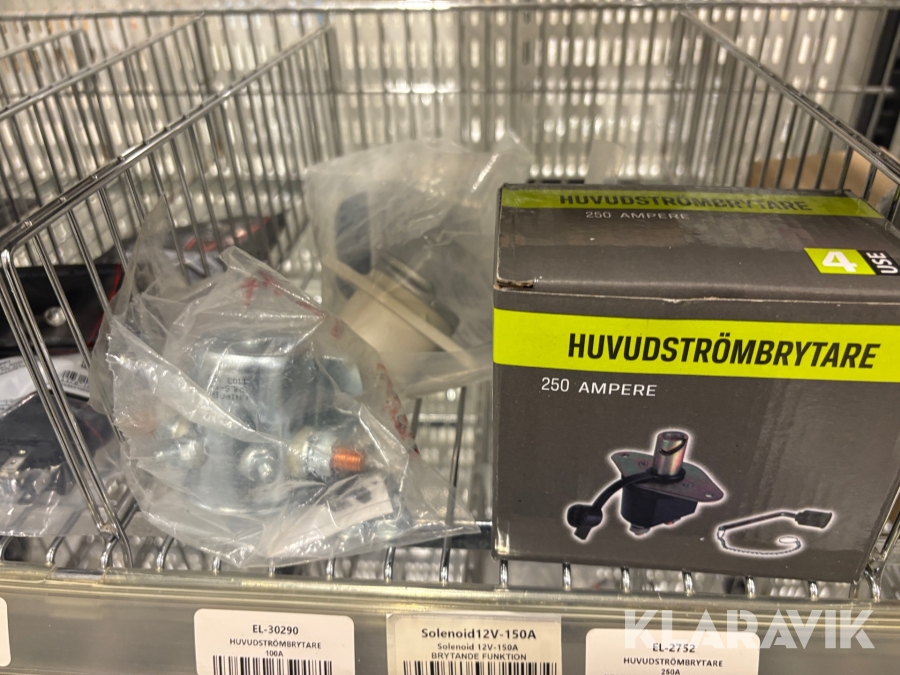 HUVUDSTRÖMBRYTARE
250 AMPERE
4
USE
HUVUDSTRÖMBRYTARE
250 AMPERE
EL-30290
HUVUDSTRÖMBRYTARE
100A
Solenoid12V-150A
Solenoid 12V-150A
BRYTANDE FUNKTION
EL-2752
HUVUDSTRÖMBRYTARE
250A
KLARAVIK